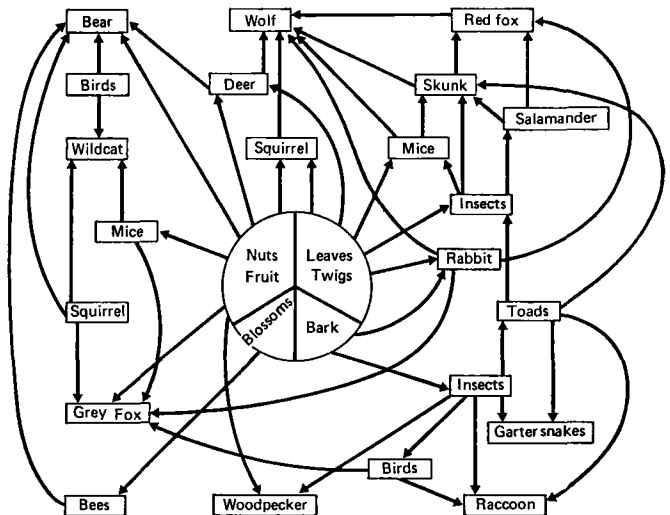 Bear
Wolf
Red fox
Birds
Deer
Skunk
Salamander
Wildcat
Squirrel
Mice
Insects
Mice
Nuts
Fruit
Leaves
Twigs
Rabbit
Squirrel
Blossoms
Bark
Toads
Grey Fox
Insects
Garter snakes
Birds
Bees
Woodpecker
Raccoon